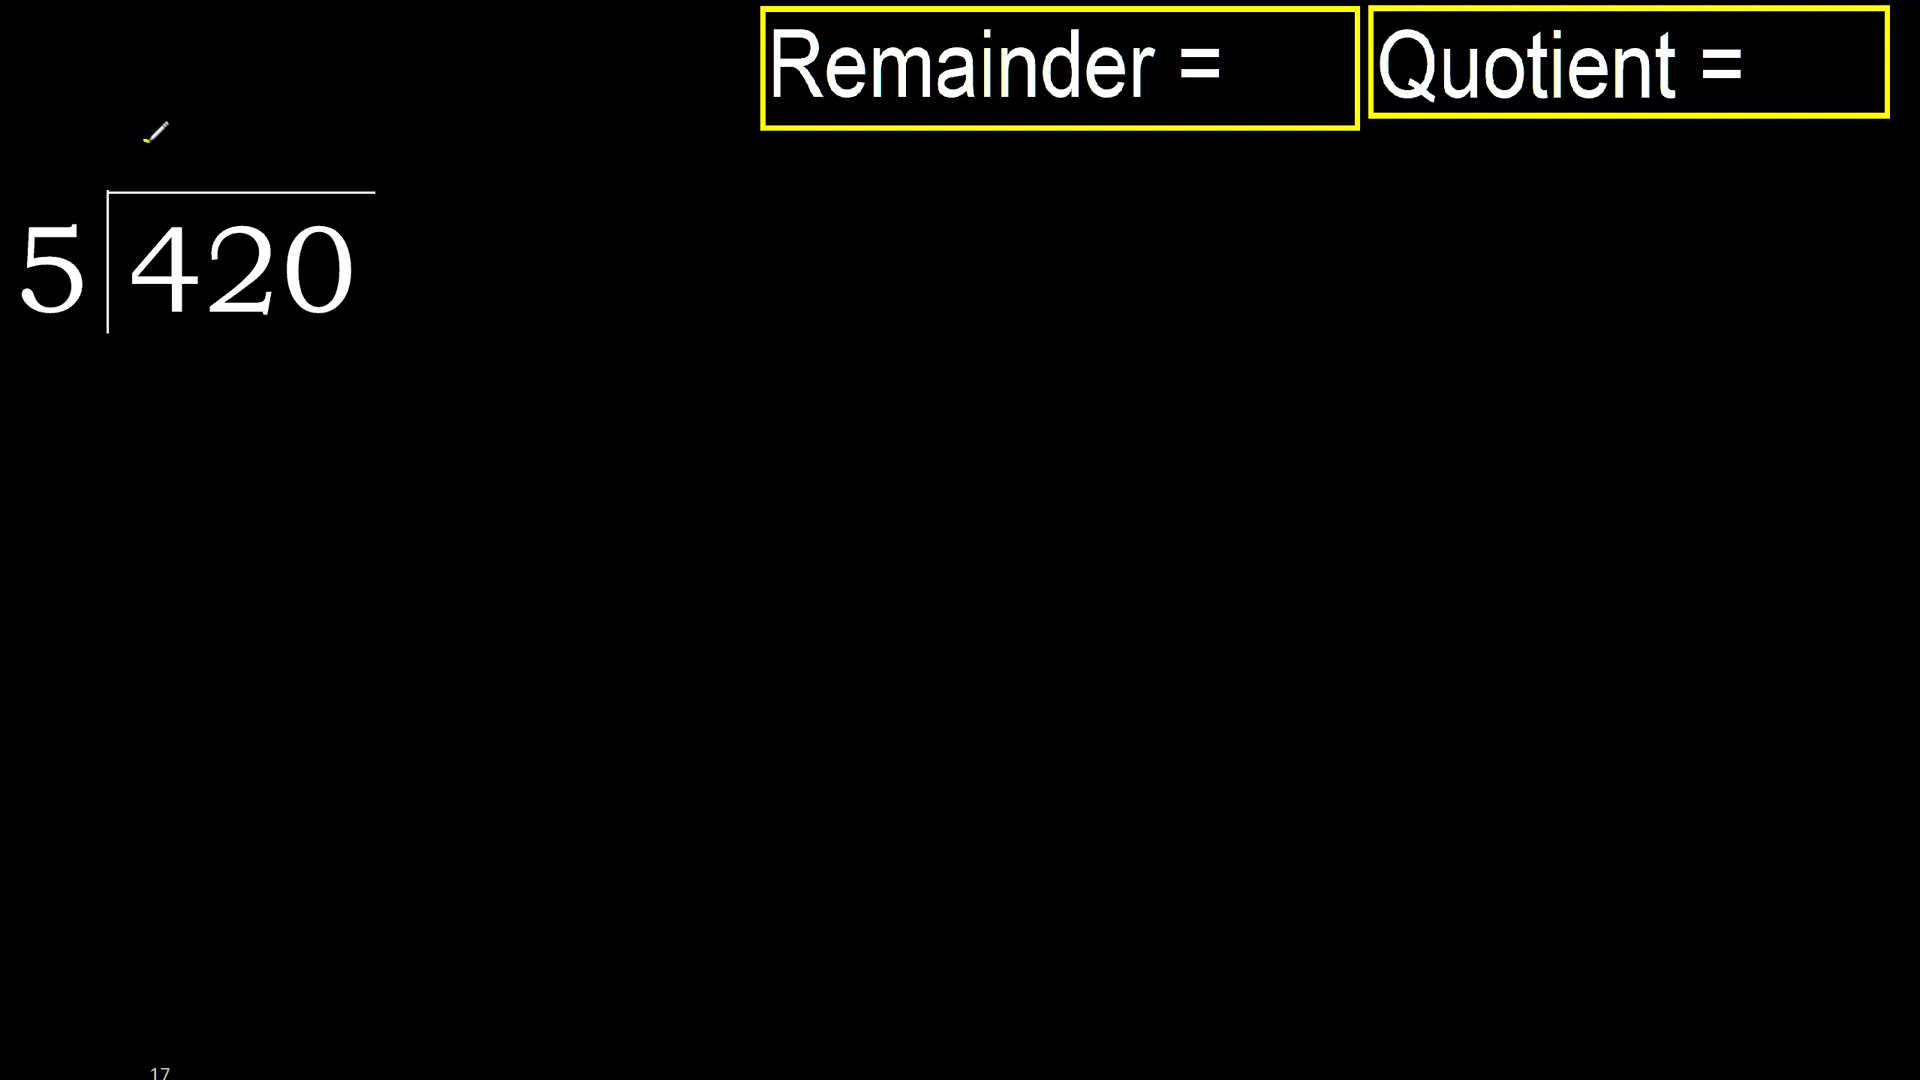 Remainder = Quotient =
5 420
17